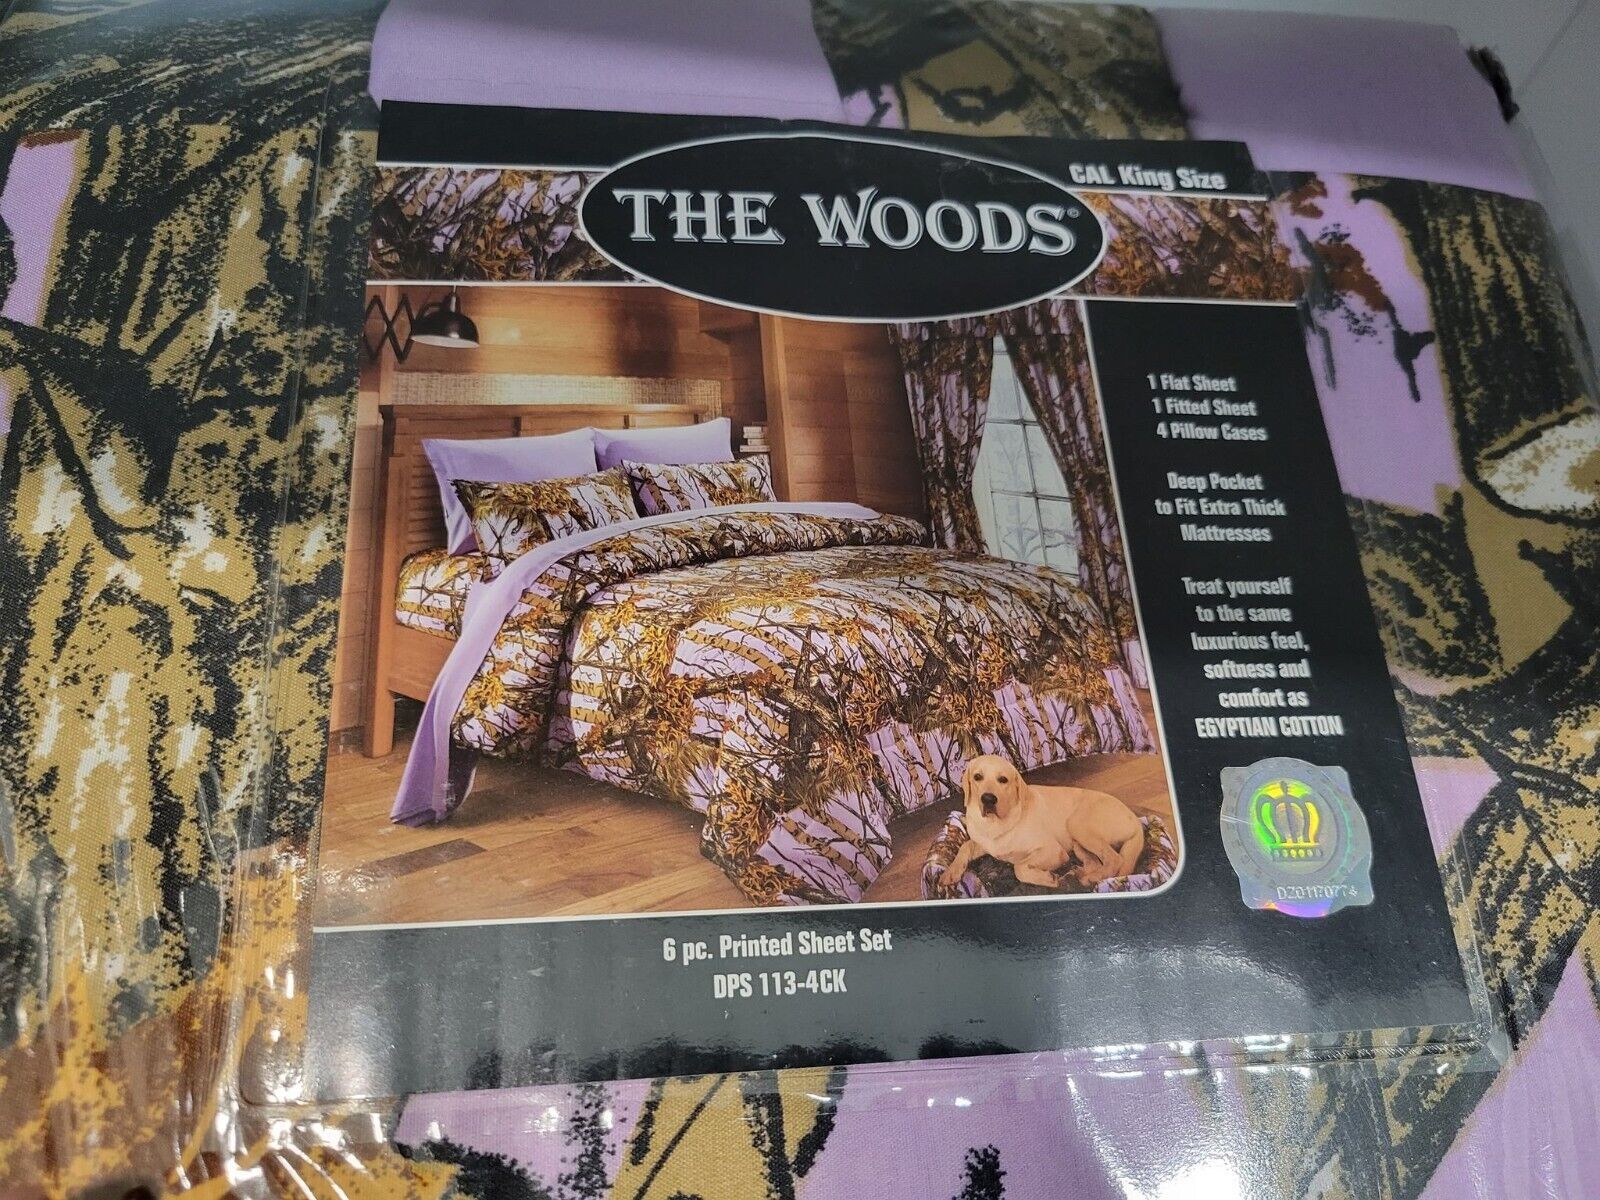 CAL King Size
THE WOODS©
1 Flat Sheet
1 Fitted Sheet
4 Pillow Cases
Deep Pocket
to Fit Extra Thick
Mattresses
Treat yourself
to the same
luxurious feel,
softness and
comfort as
EGYPTIAN COTTON
6 pc. Printed Sheet Set
DPS 113-4CK